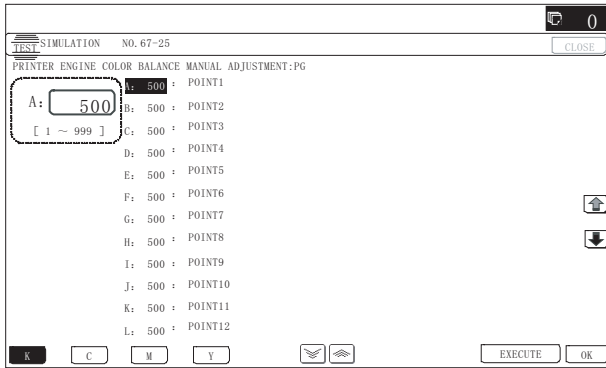 0
TEST SIMULATION NO. 67-25 CLOSE
PRINTER ENGINE COLOR BALANCE MANUAL ADJUSTMENT:PG
A: 500
[ 1 ~ 999 ]
A: 500 : POINT1
B: 500 : POINT2
C: 500 : POINT3
D: 500 : POINT4
E: 500 : POINT5
F: 500 : POINT6
G: 500 : POINT7
H: 500 : POINT8
I: 500 : POINT9
J: 500 : POINT10
K: 500 : POINT11
L: 500 : POINT12
K C M Y EXECUTE OK